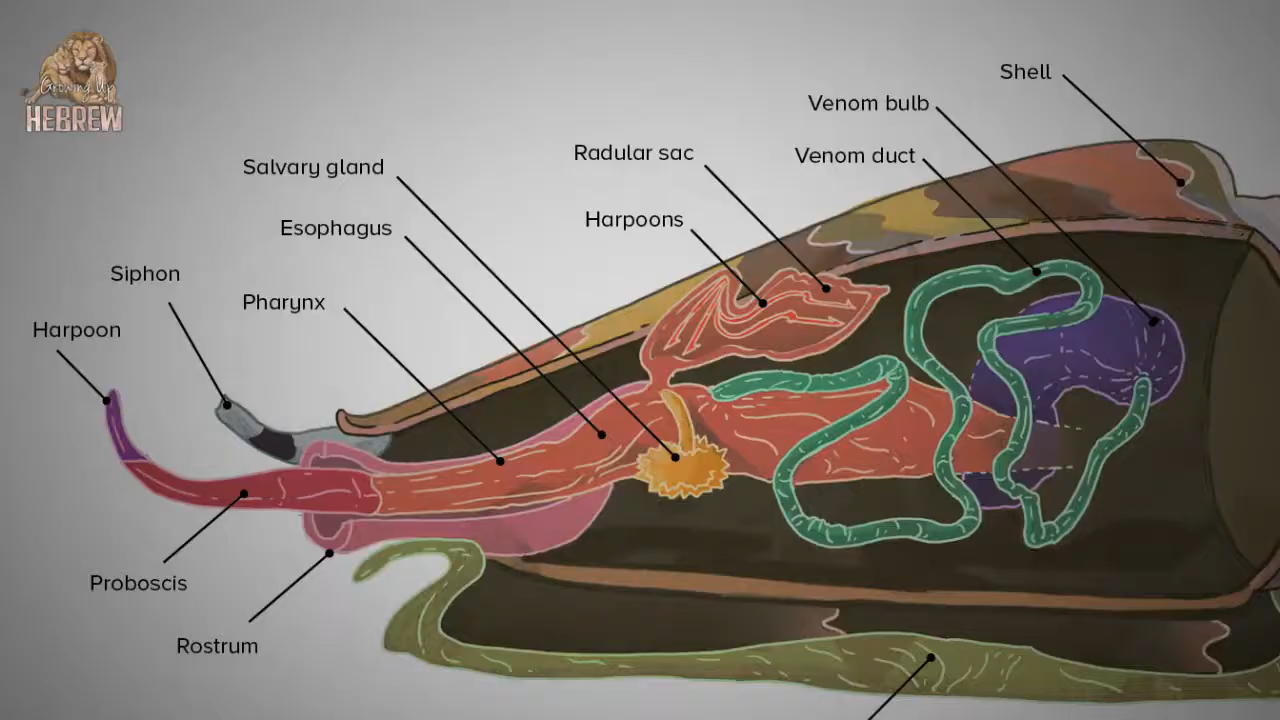 Growing Up
HEBREW
Shell
Venom bulb
Venom duct
Radular sac
Salvary gland
Harpoons
Esophagus
Siphon
Pharynx
Harpoon
Proboscis
Rostrum